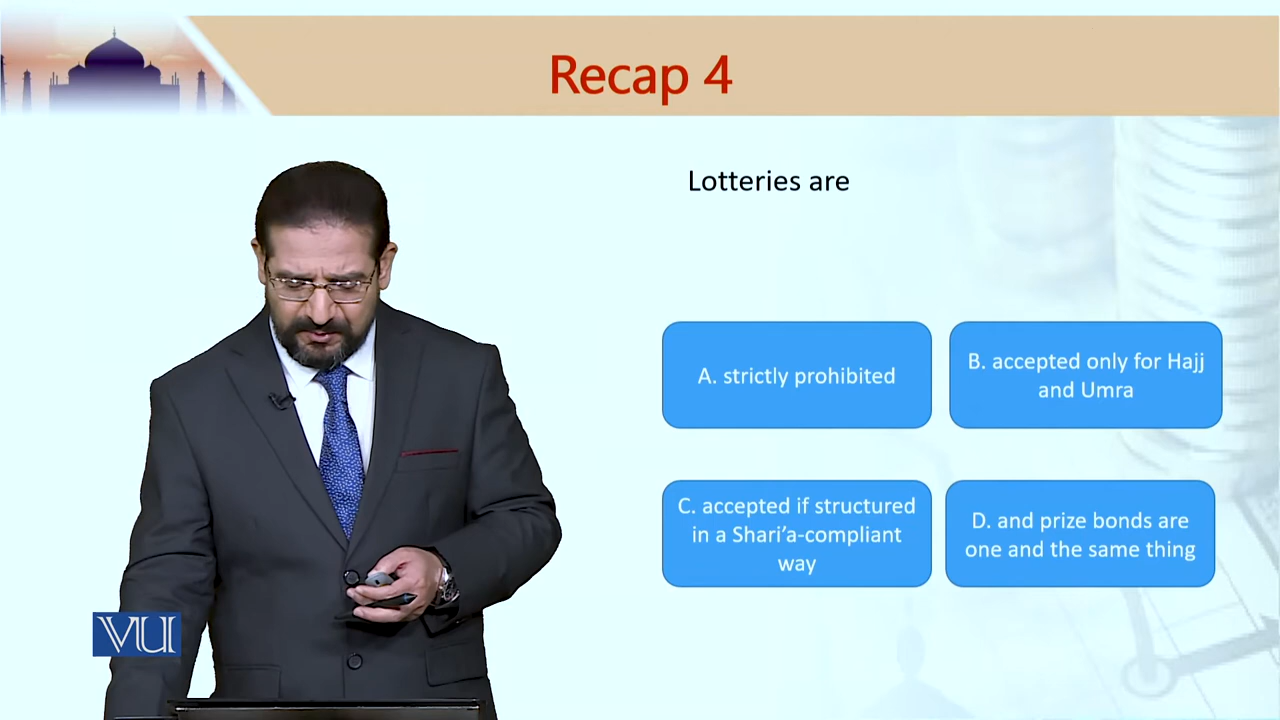 Recap 4
Lotteries are
A. strictly prohibited
B. accepted only for Hajj
and Umra
C. accepted if structured
in a Shari’a-compliant
way
D. and prize bonds are
one and the same thing
VU